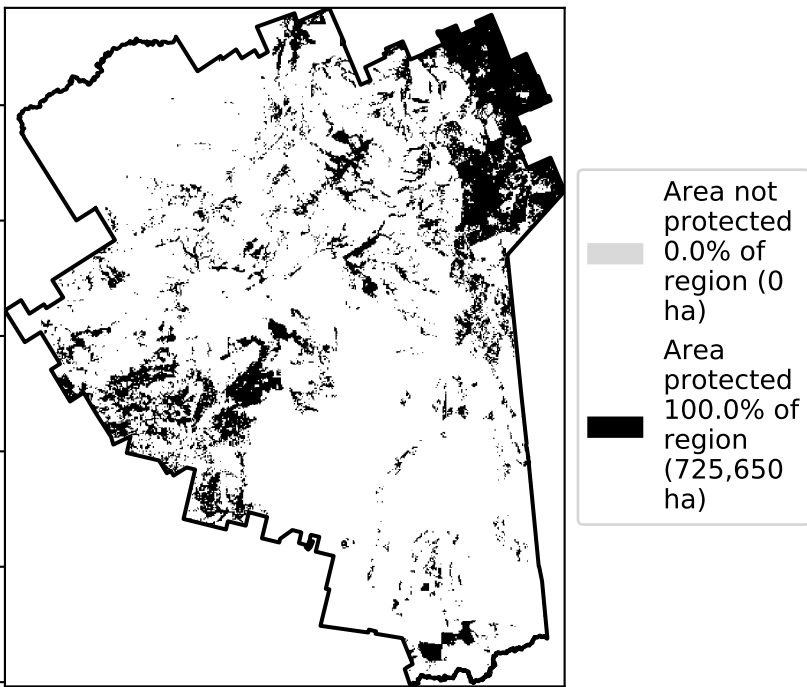 Area not
protected
0.0% of
region (0
ha)
Area
protected
100.0% of
region
(725,650
ha)